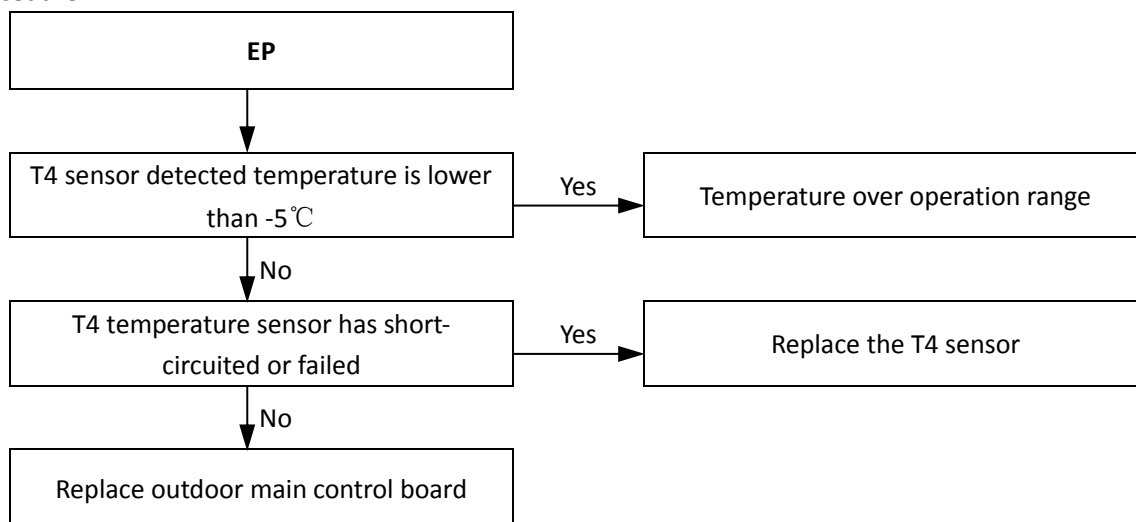 EP
T4 sensor detected temperature is lower
than -5℃
Yes
Temperature over operation range
No
T4 temperature sensor has short-
circuited or failed
Yes
Replace the T4 sensor
No
Replace outdoor main control board